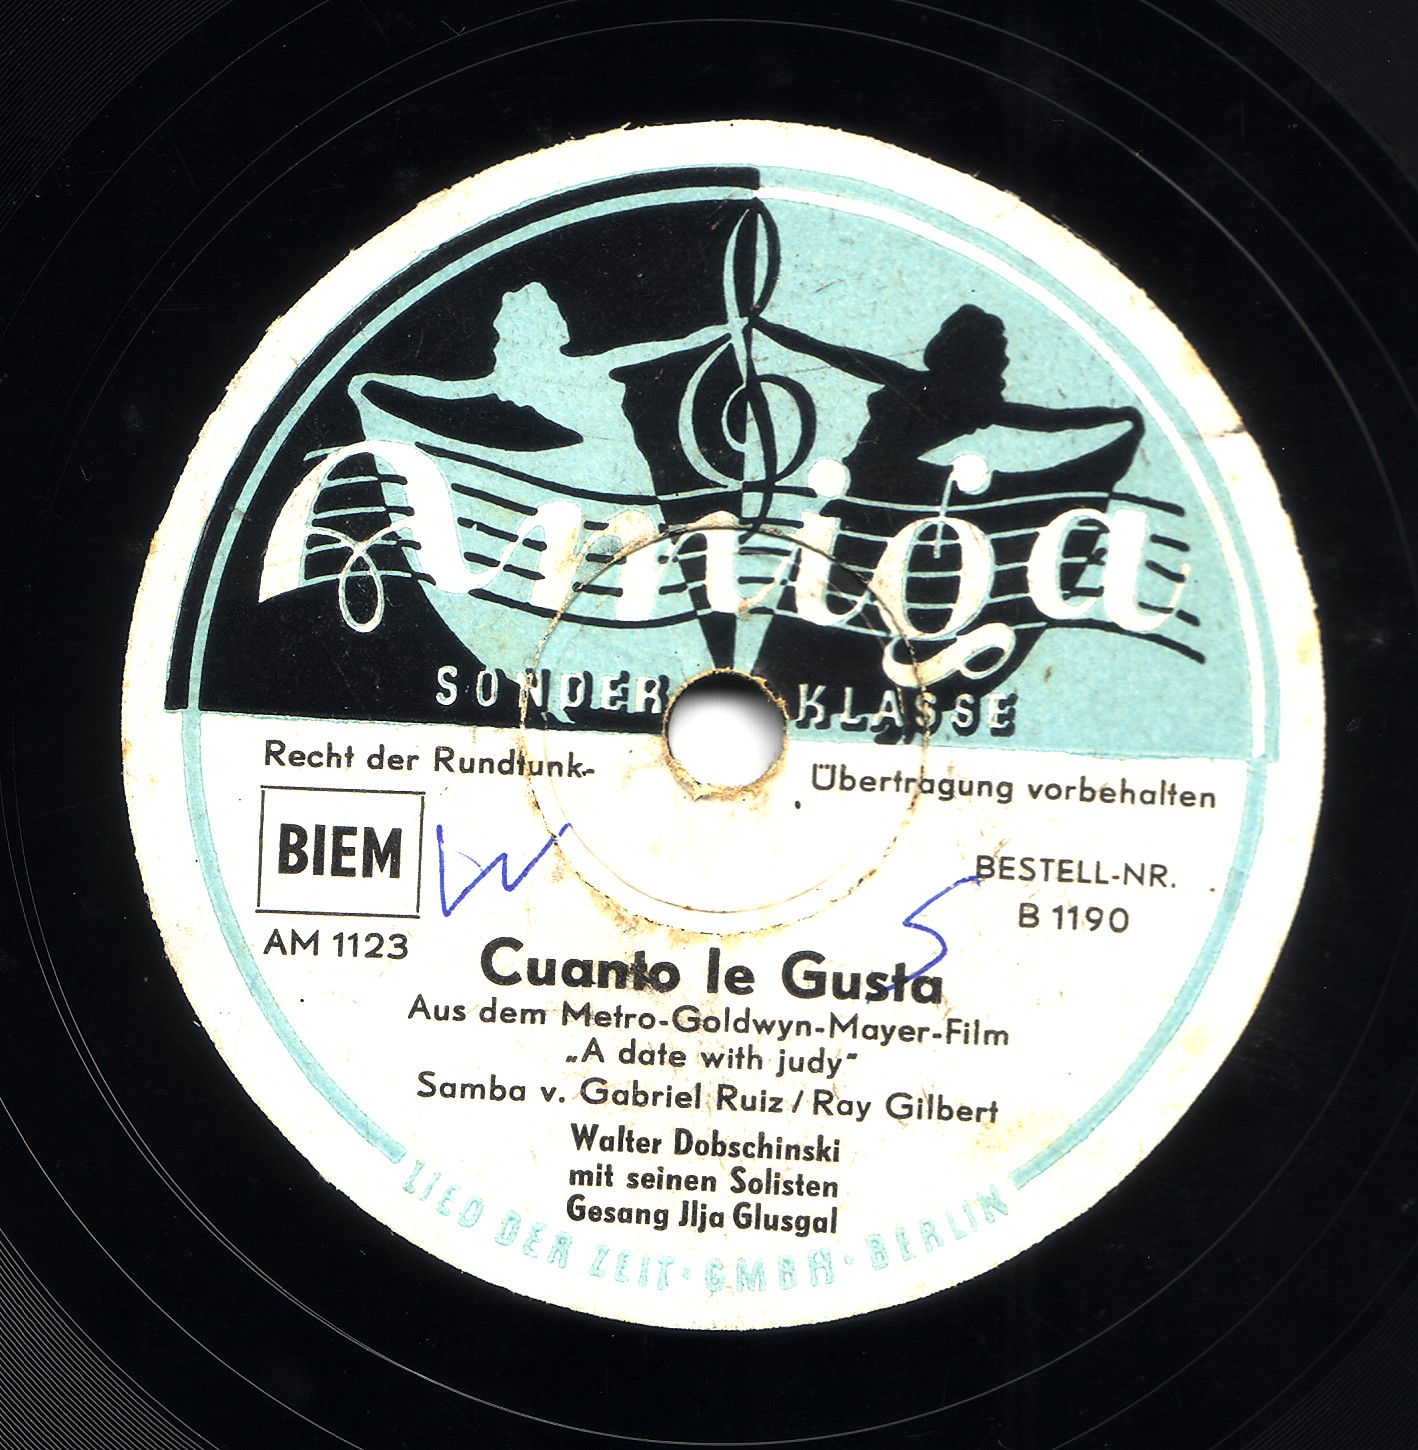 Amiga
SONDER KLASSE
Recht der Rundfunk-
Übertragung vorbehalten
BIEM
W
BESTELL-NR.
B 1190
5
AM 1123
Cuanto le Gusta
Aus dem Metro-Goldwyn-Mayer-Film
„A date with judy"
Samba v. Gabriel Ruiz / Ray Gilbert
Walter Dobschinski
mit seinen Solisten
Gesang Jlja Glusgal
LIED DER ZEIT · GMBH · BERLIN